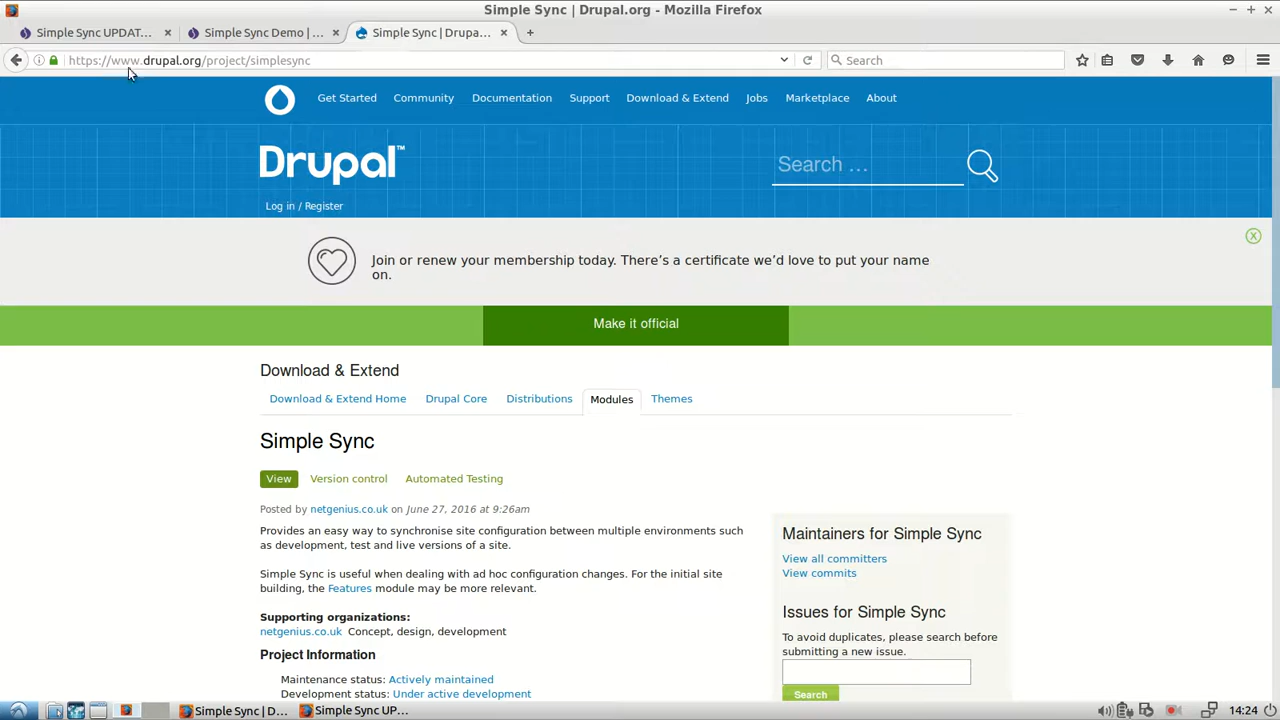 Simple Sync | Drupal.org - Mozilla Firefox
Simple Sync UPDAT...
Simple Sync Demo | ...
Simple Sync | Drupa...
https://www.drupal.org/project/simplesync
Search
Get Started
Community
Documentation
Support
Download & Extend
Jobs
Marketplace
About
Drupal™
Search ...
Log in / Register
Join or renew your membership today. There's a certificate we'd love to put your name
on.
Make it official
Download & Extend
Download & Extend Home
Drupal Core
Distributions
Modules
Themes
Simple Sync
View
Version control
Automated Testing
Posted by netgenius.co.uk on June 27, 2016 at 9:26am
Provides an easy way to synchronise site configuration between multiple environments such
as development, test and live versions of a site.
Simple Sync is useful when dealing with ad hoc configuration changes. For the initial site
building, the Features module may be more relevant.
Supporting organizations:
netgenius.co.uk Concept, design, development
Project Information
Maintenance status: Actively maintained
Development status: Under active development
Maintainers for Simple Sync
View all committers
View commits
Issues for Simple Sync
To avoid duplicates, please search before
submitting a new issue.
Search
Simple Sync | D...
Simple Sync UP...
14:24